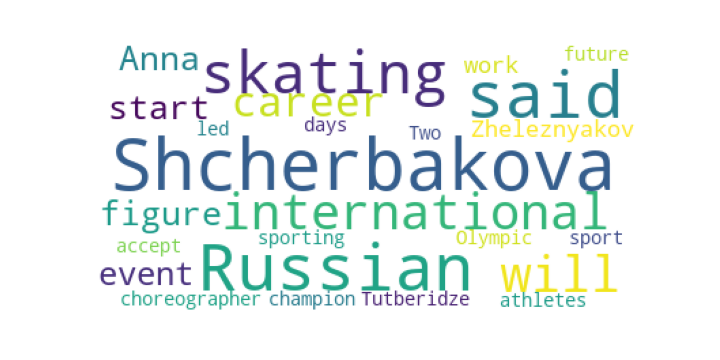 Anna skating work future
start career said
led days Two Zheleznyakov
Shcherbakova
figure international
accept sporting Olympic sport
event Russian will
choreographer champion Tutberidze athletes